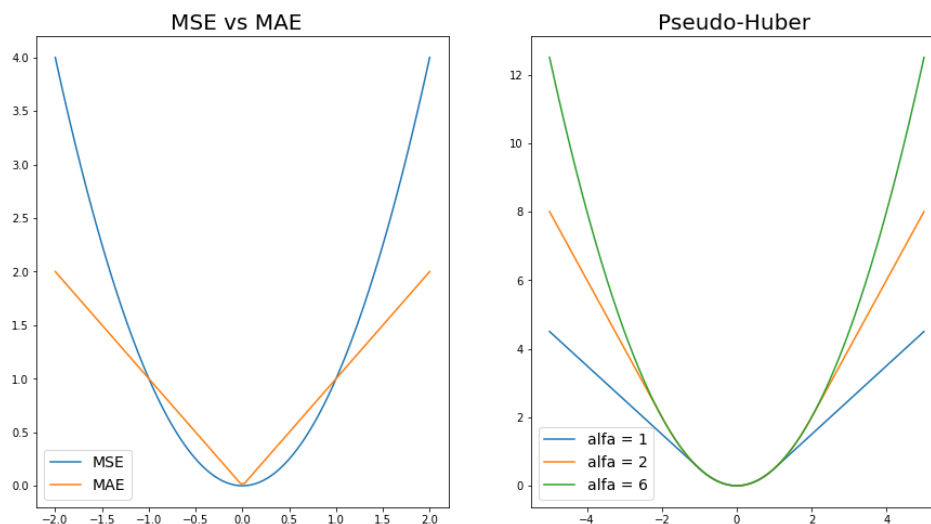 MSE vs MAE
4.0
3.5
3.0
2.5
2.0
1.5
1.0
0.5
0.0
MSE
MAE
−2.0 −1.5 −1.0 −0.5 0.0 0.5 1.0 1.5 2.0
Pseudo-Huber
12
10
8
6
4
2
0
alfa = 1
alfa = 2
alfa = 6
−4 −2 0 2 4